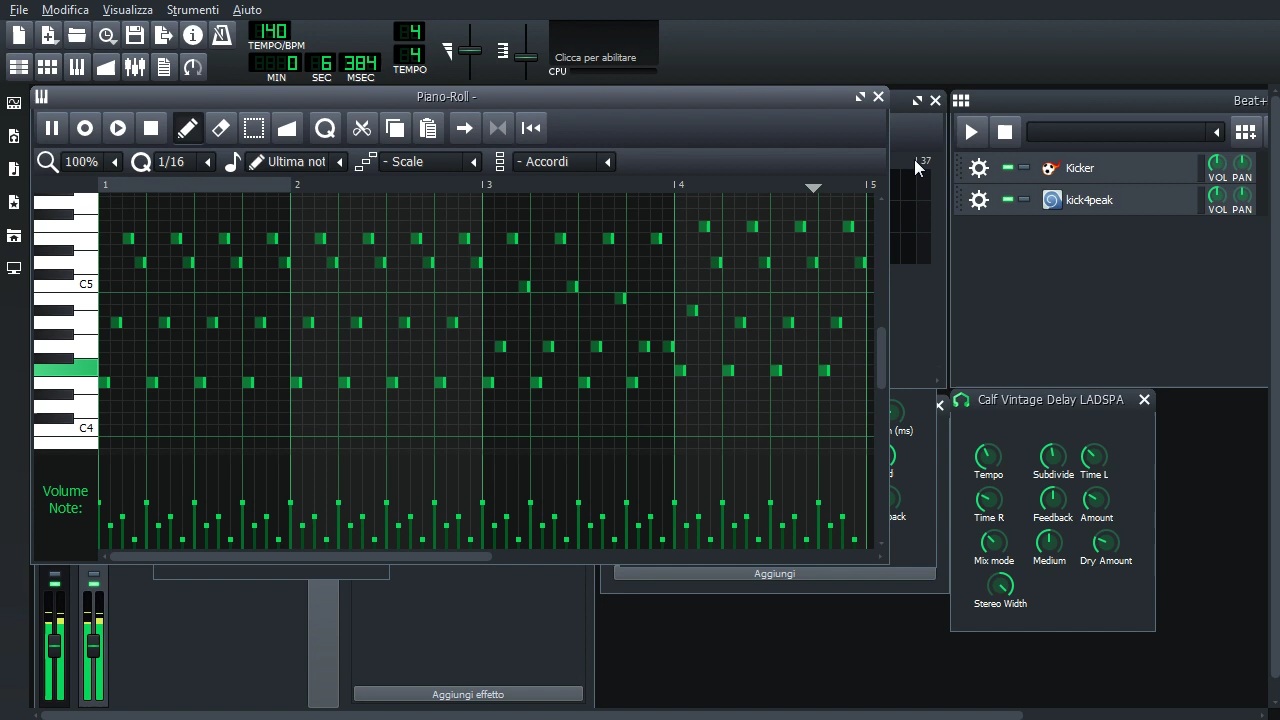 File Modifica Visualizza Strumenti Aiuto
140
TEMPO/BPM
0 6 384
MIN SEC MSEC
4
4
TEMPO
Clicca per abilitare
CPU
Piano-Roll -
Beat+
100% 1/16 Ultima not - Scale - Accordi
1 2 3 4 5
37
Kicker
VOL PAN
kick4peak
VOL PAN
C5
C4
Volume
Note:
Calf Vintage Delay LADSPA
(ms)
Tempo Subdivide Time L
Time R Feedback Amount
Mix mode Medium Dry Amount
Stereo Width
Aggiungi
Aggiungi effetto